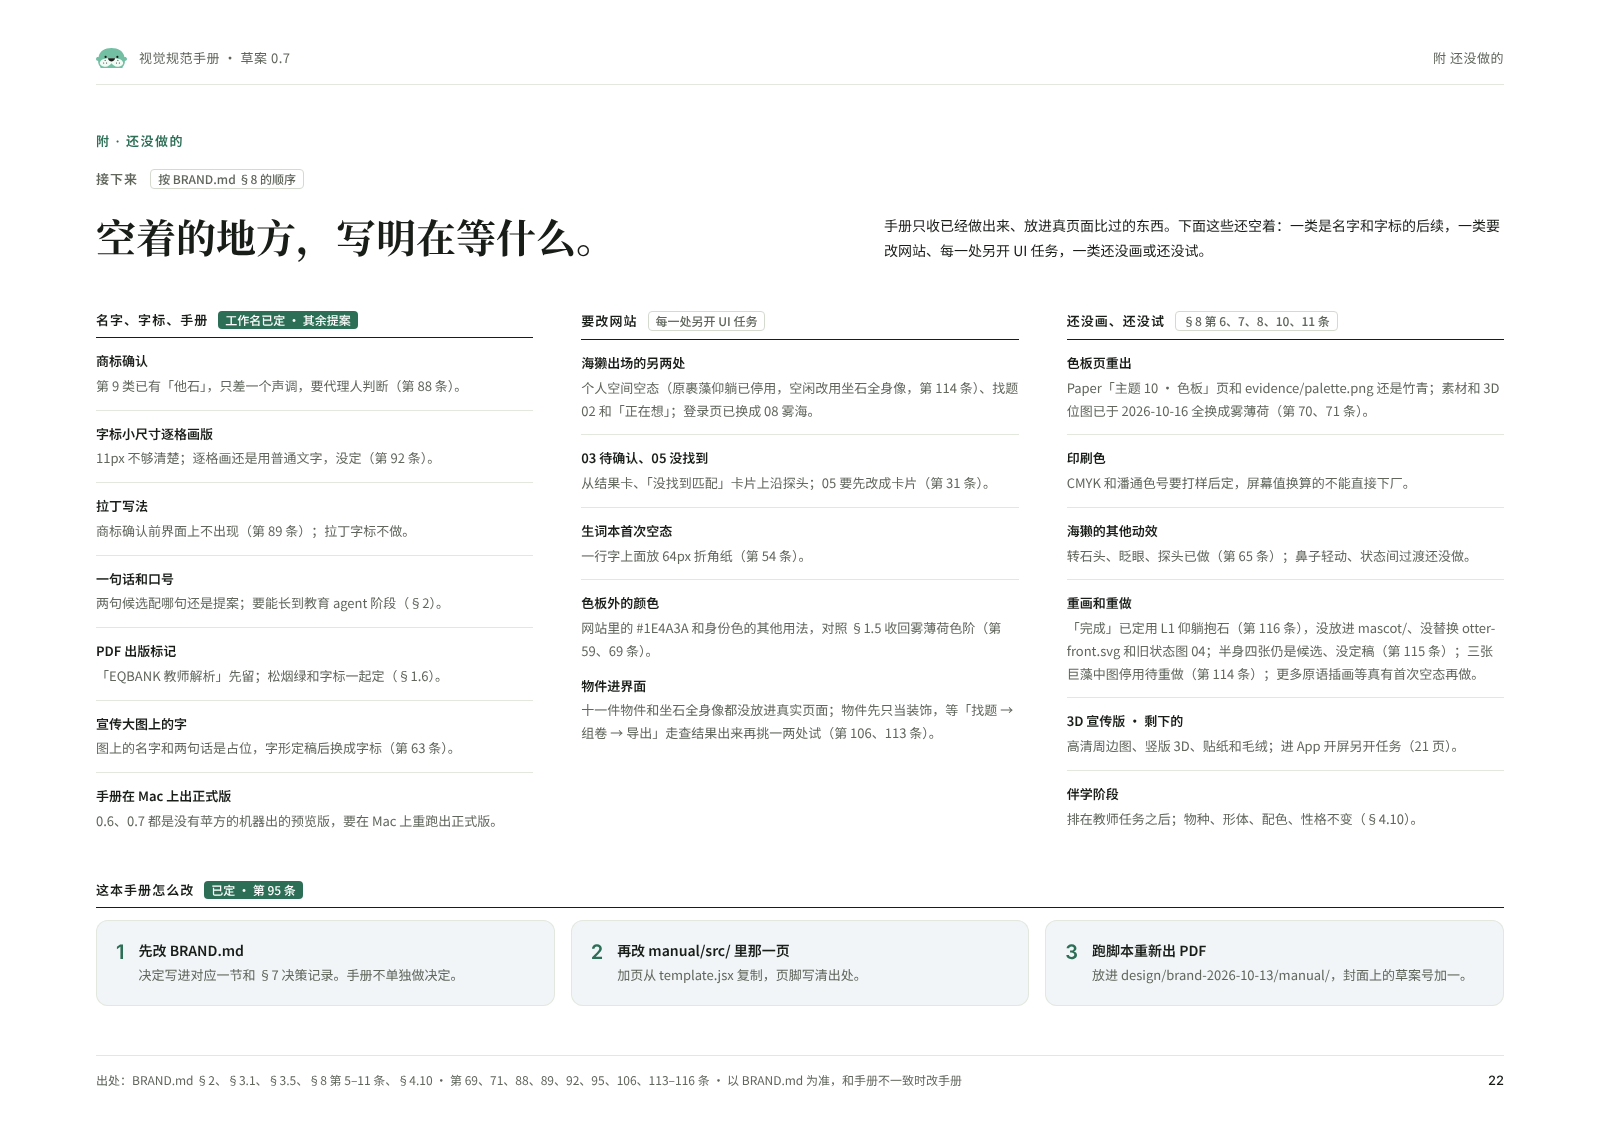 视觉规范手册 · 草案 0.7
附 还没做的
附 · 还没做的
接下来 按 BRAND.md §8 的顺序
空着的地方，写明在等什么。
手册只收已经做出来、放进真页面比过的东西。下面这些还空着：一类是名字和字标的后续，一类要
改网站、每一处另开 UI 任务，一类还没画或还没试。
名字、字标、手册 工作名已定 · 其余提案
商标确认
第 9 类已有「他石」，只差一个声调，要代理人判断（第 88 条）。
字标小尺寸逐格画版
11px 不够清楚；逐格画还是用普通文字，没定（第 92 条）。
拉丁写法
商标确认前界面上不出现（第 89 条）；拉丁字标不做。
一句话和口号
两句候选配哪句还是提案；要能长到教育 agent 阶段（§2）。
PDF 出版标记
「EQBANK 教师解析」先留；松烟绿和字标一起定（§1.6）。
宣传大图上的字
图上的名字和两句话是占位，字形定稿后换成字标（第 63 条）。
手册在 Mac 上出正式版
0.6、0.7 都是没有苹方的机器出的预览版，要在 Mac 上重跑出正式版。
要改网站 每一处另开 UI 任务
海獭出场的另两处
个人空间空态（原裹藻仰躺已停用，空闲改用坐石全身像，第 114 条）、找题
02 和「正在想」；登录页已换成 08 雾海。
03 待确认、05 没找到
从结果卡、「没找到匹配」卡片上沿探头；05 要先改成卡片（第 31 条）。
生词本首次空态
一行字上面放 64px 折角纸（第 54 条）。
色板外的颜色
网站里的 #1E4A3A 和身份色的其他用法，对照 §1.5 收回雾薄荷色阶（第
59、69 条）。
物件进界面
十一件物件和坐石全身像都没放进真实页面；物件先只当装饰，等「找题 →
组卷 → 导出」走查结果出来再挑一两处试（第 106、113 条）。
还没画、还没试 §8 第 6、7、8、10、11 条
色板页重出
Paper「主题 10 · 色板」页和 evidence/palette.png 还是竹青；素材和 3D
位图已于 2026-10-16 全换成雾薄荷（第 70、71 条）。
印刷色
CMYK 和潘通色号要打样后定，屏幕值换算的不能直接下厂。
海獭的其他动效
转石头、眨眼、探头已做（第 65 条）；鼻子轻动、状态间过渡还没做。
重画和重做
「完成」已定用 L1 仰躺抱石（第 116 条），没放进 mascot/、没替换 otter-
front.svg 和旧状态图 04；半身四张仍是候选、没定稿（第 115 条）；三张
巨藻中图停用待重做（第 114 条）；更多原语插画等真有首次空态再做。
3D 宣传版 · 剩下的
高清周边图、竖版 3D、贴纸和毛绒；进 App 开屏另开任务（21 页）。
伴学阶段
排在教师任务之后；物种、形体、配色、性格不变（§4.10）。
这本手册怎么改 已定 · 第 95 条
1 先改 BRAND.md
决定写进对应一节和 §7 决策记录。手册不单独做决定。
2 再改 manual/src/ 里那一页
加页从 template.jsx 复制，页脚写清出处。
3 跑脚本重新出 PDF
放进 design/brand-2026-10-13/manual/，封面上的草案号加一。
出处：BRAND.md §2、§3.1、§3.5、§8 第 5–11 条、§4.10 · 第 69、71、88、89、92、95、106、113–116 条 · 以 BRAND.md 为准，和手册不一致时改手册
22